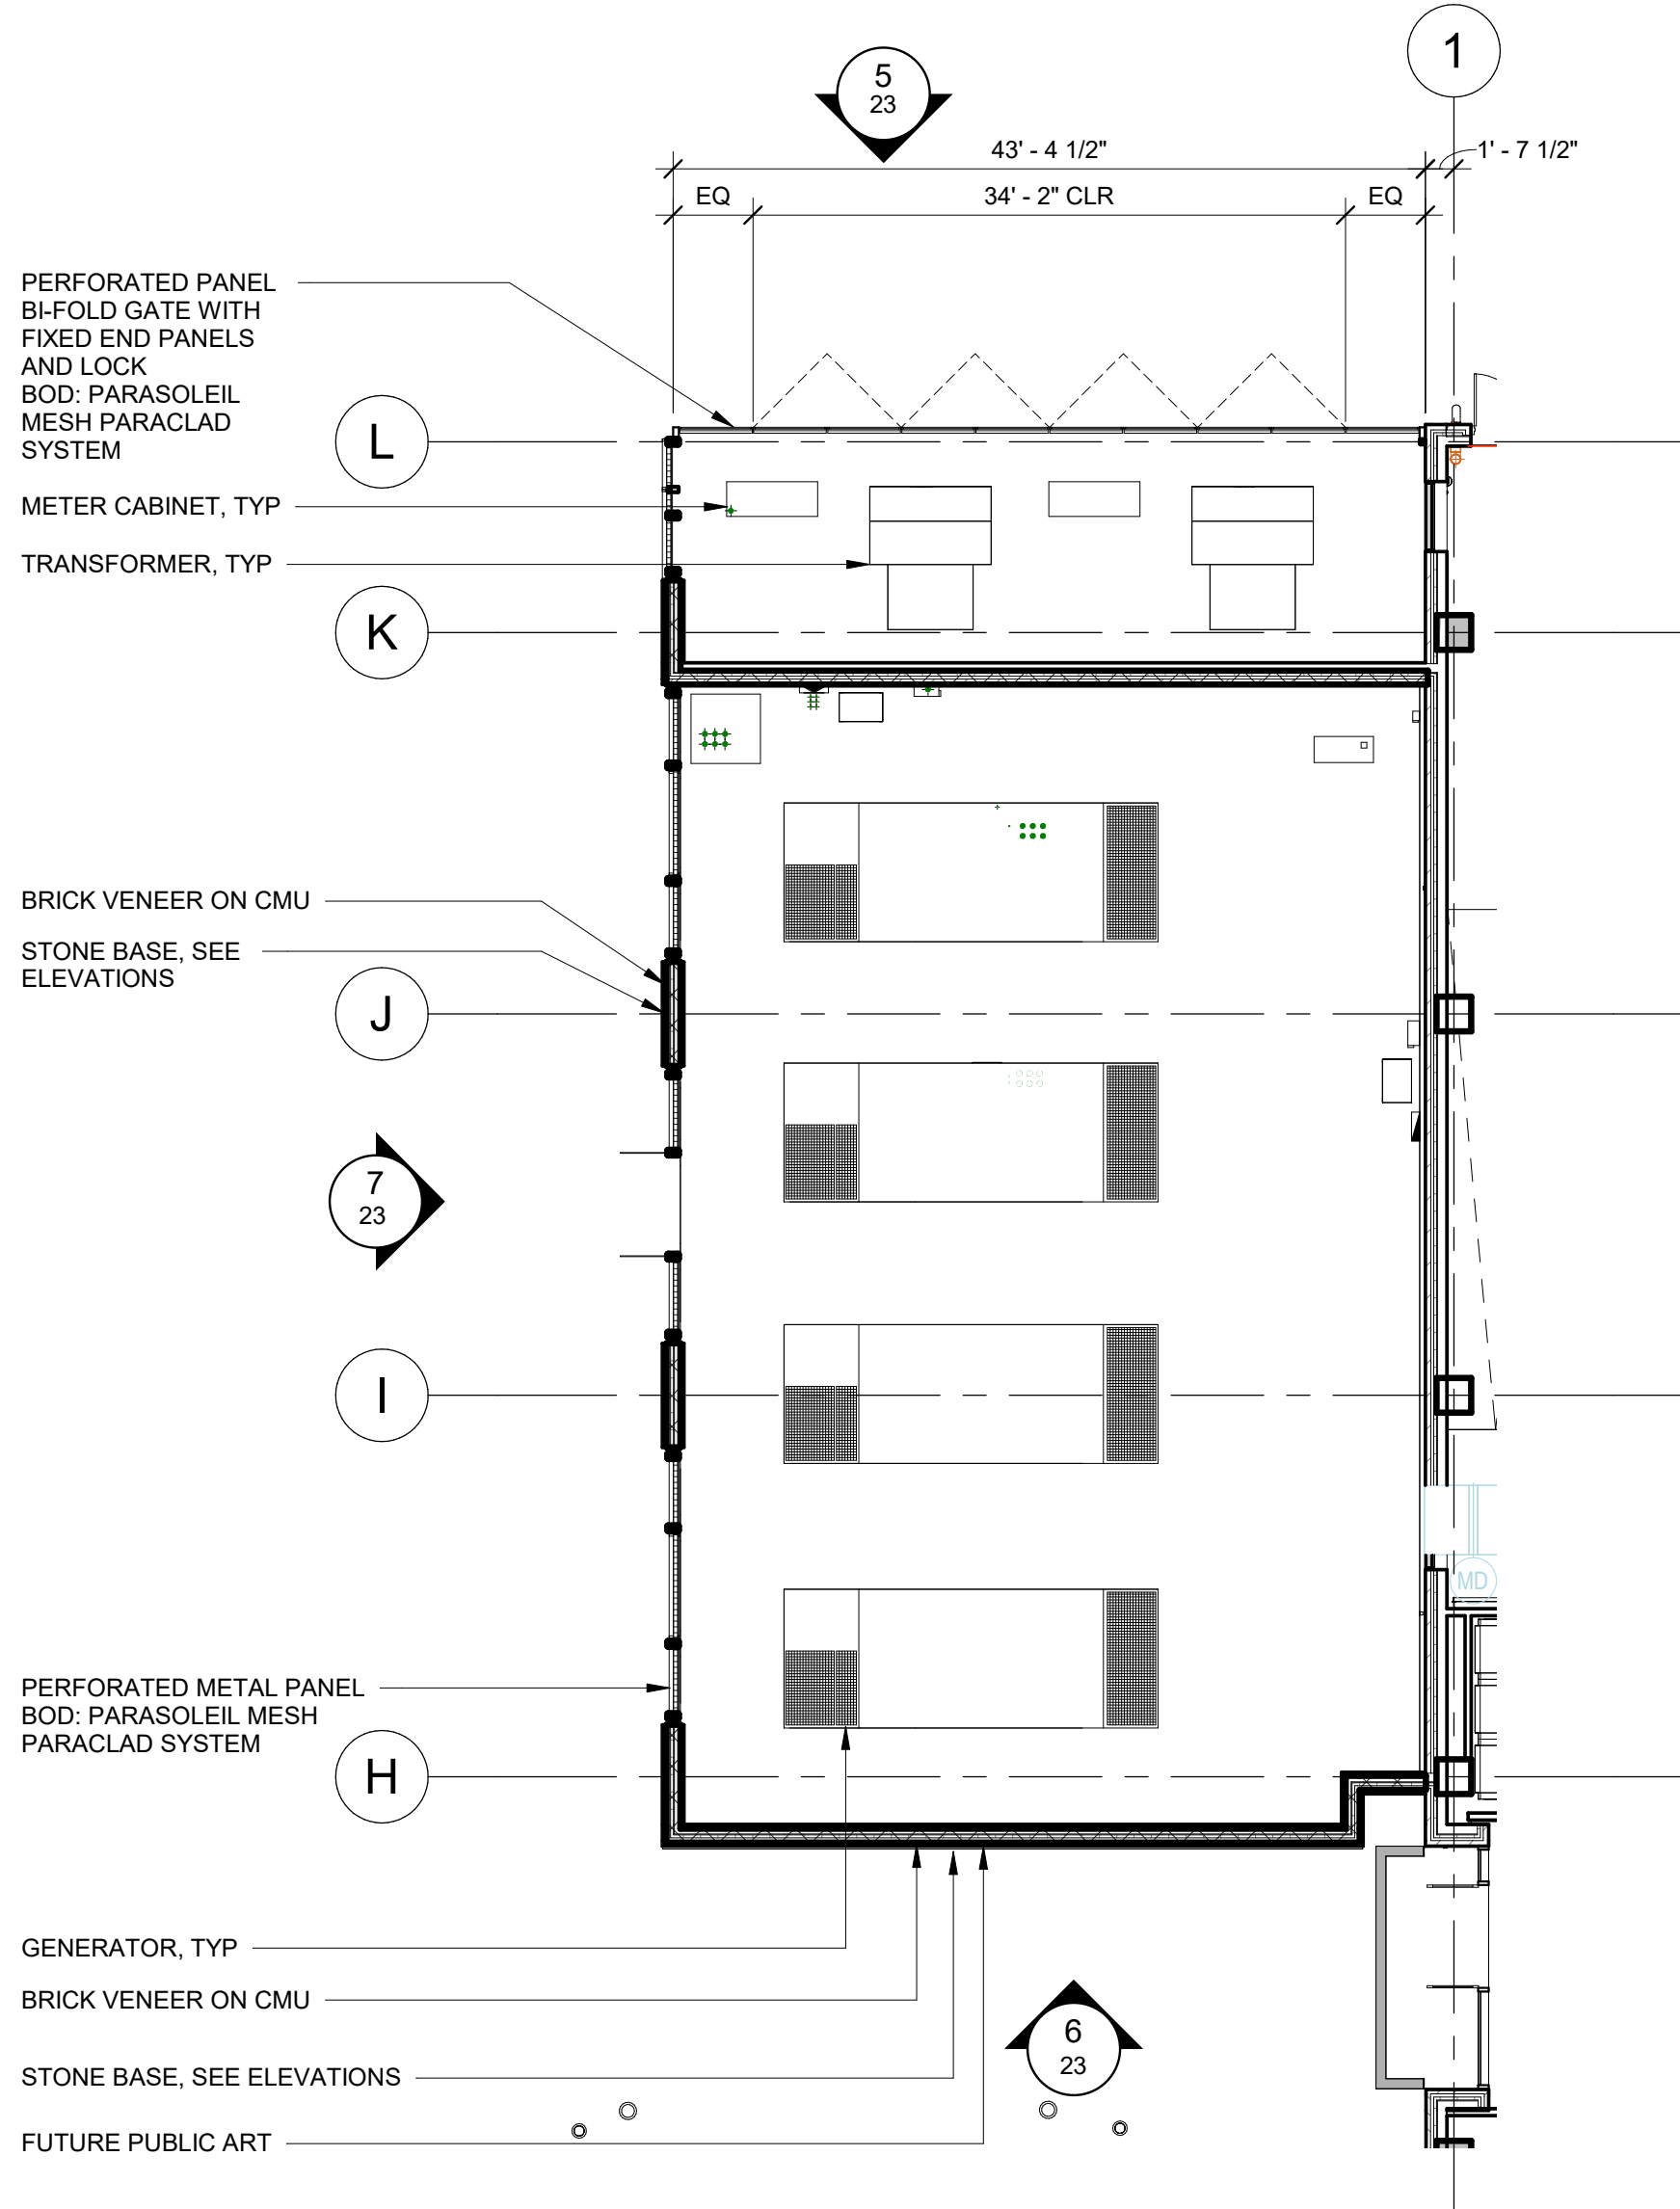 1
5
23
43' - 4 1/2"
1' - 7 1/2"
EQ
34' - 2" CLR
EQ
PERFORATED PANEL
BI-FOLD GATE WITH
FIXED END PANELS
AND LOCK
BOD: PARASOLEIL
MESH PARACLAD
SYSTEM
L
METER CABINET, TYP
TRANSFORMER, TYP
K
BRICK VENEER ON CMU
STONE BASE, SEE
ELEVATIONS
J
7
23
I
MD
PERFORATED METAL PANEL
BOD: PARASOLEIL MESH
PARACLAD SYSTEM
H
GENERATOR, TYP
BRICK VENEER ON CMU
6
23
STONE BASE, SEE ELEVATIONS
FUTURE PUBLIC ART